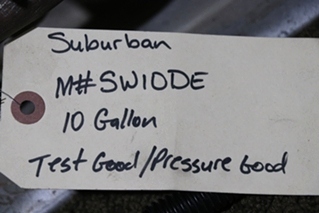 Suburban
M# SW10DE
10 Gallon
Test Good/Pressure Good